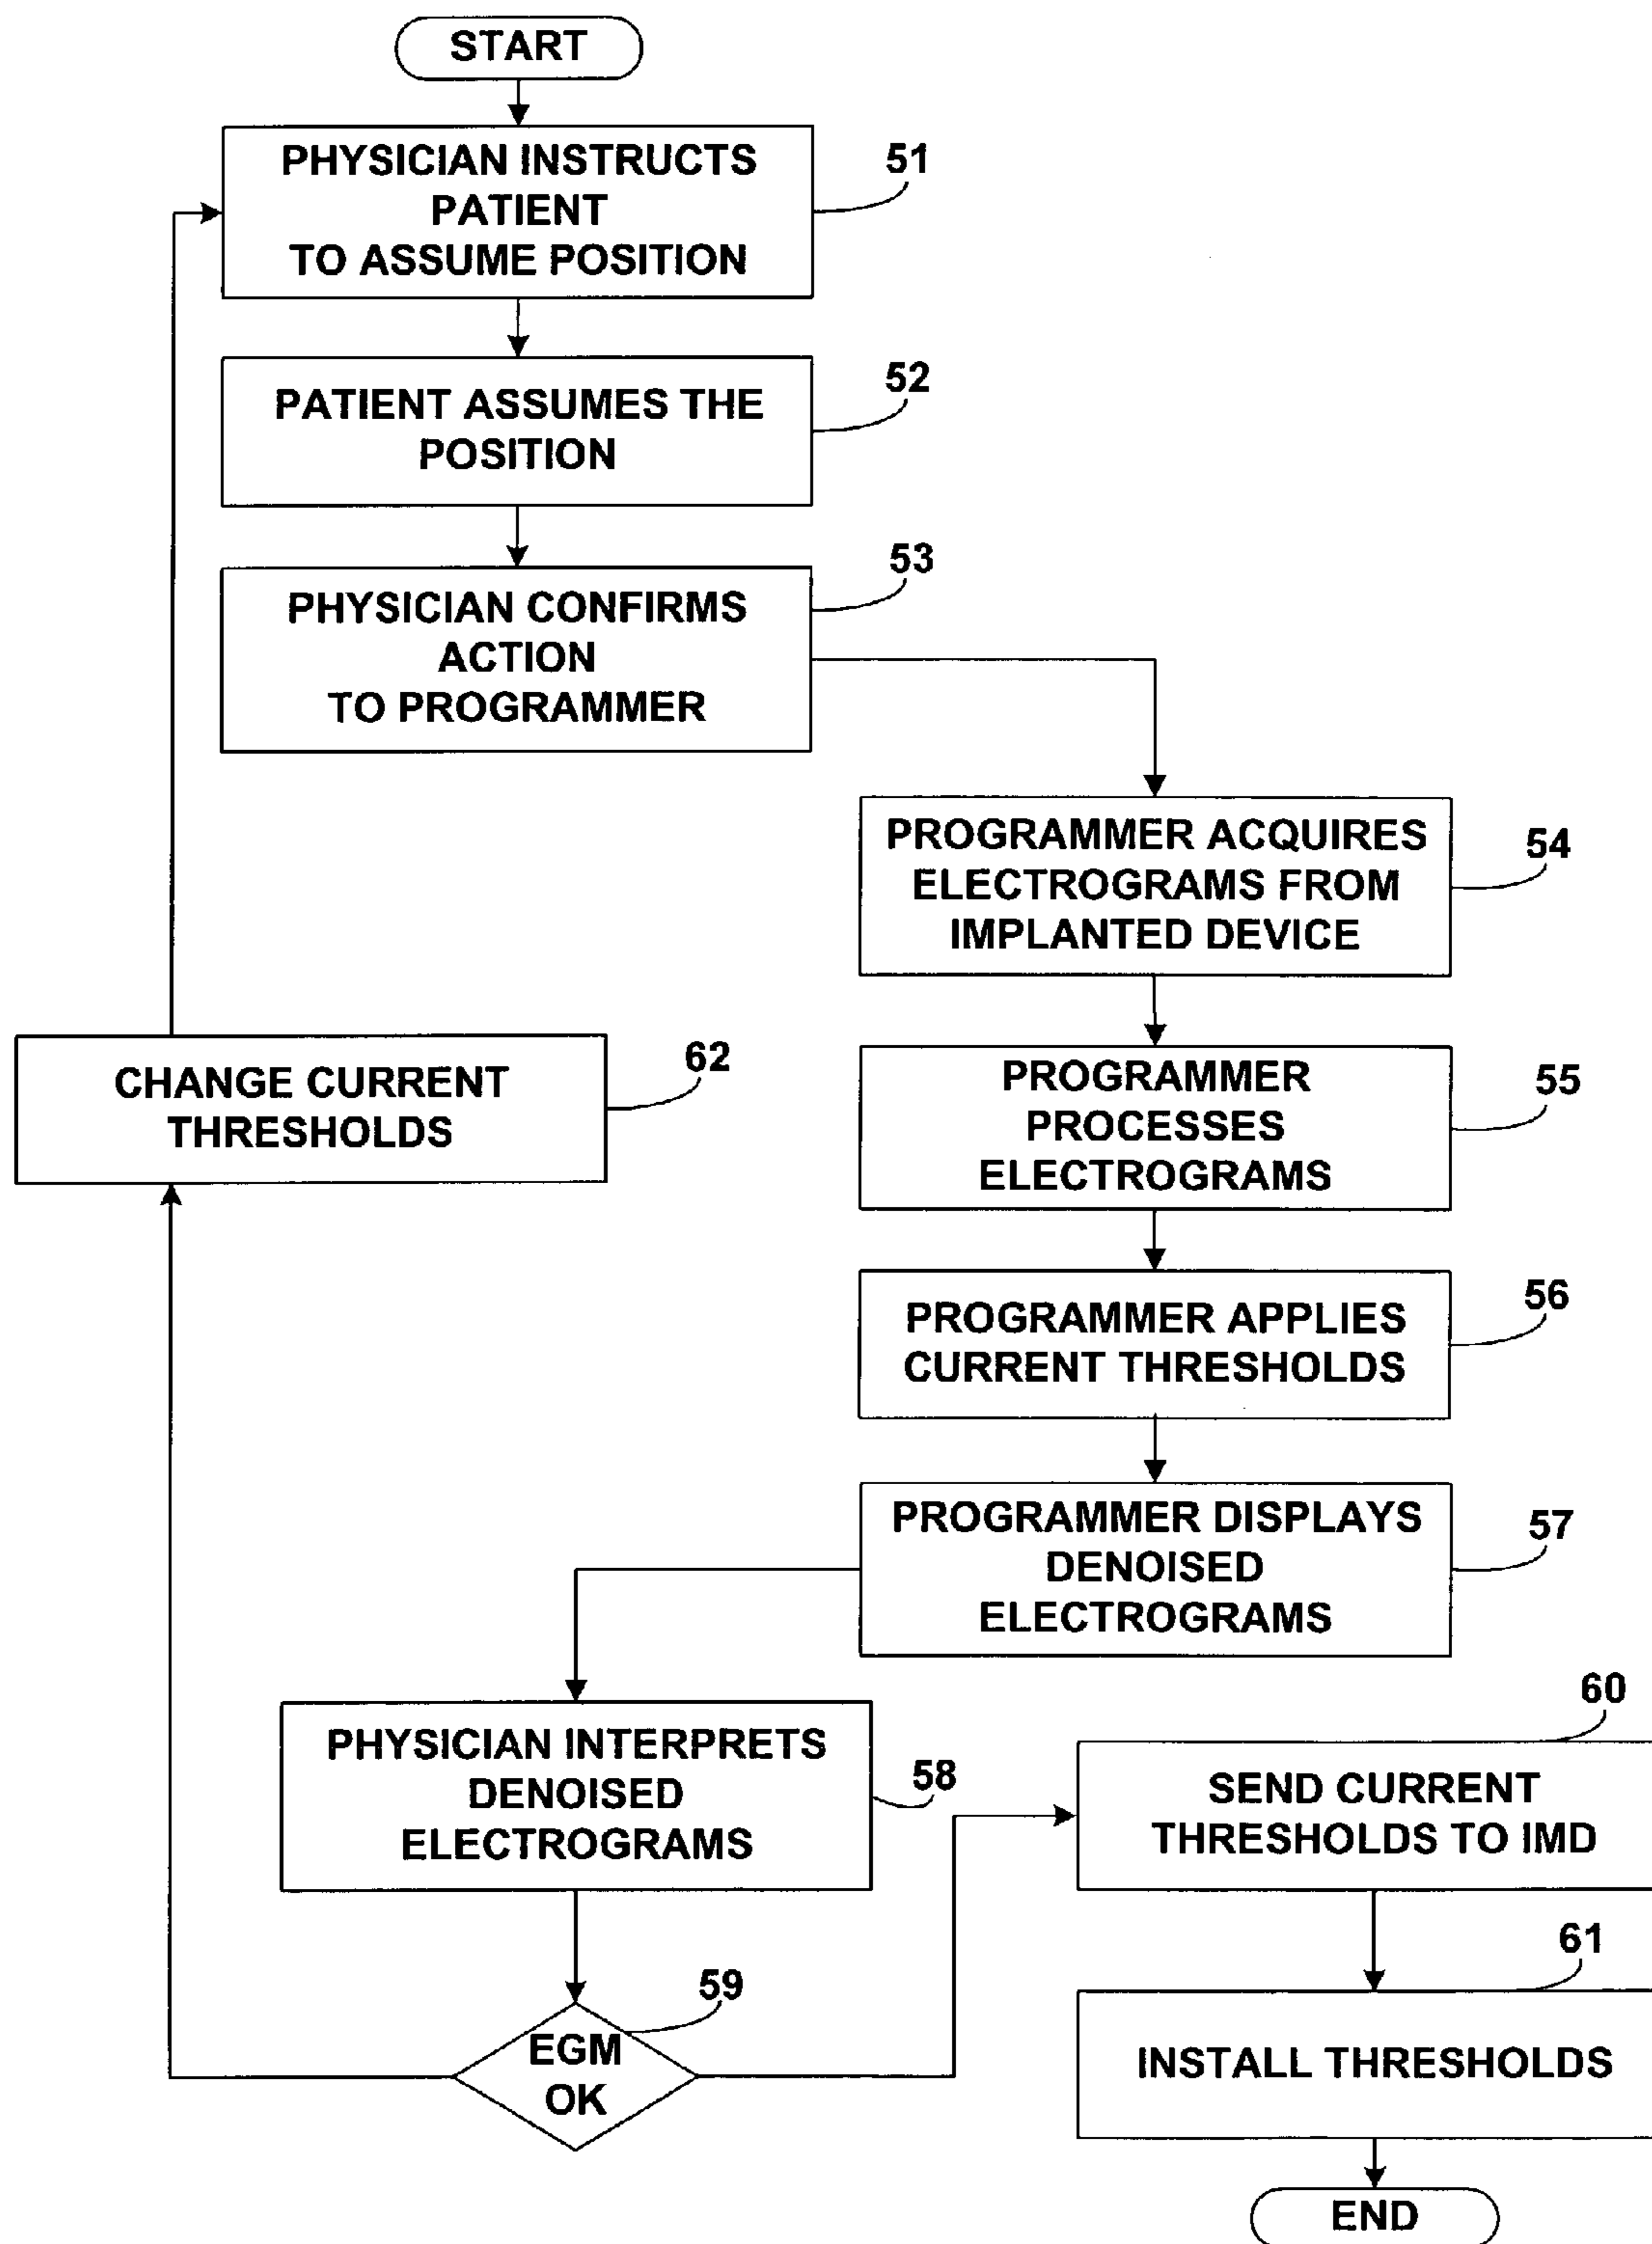 START
PHYSICIAN INSTRUCTS
PATIENT
TO ASSUME POSITION
51
PATIENT ASSUMES THE
POSITION
52
PHYSICIAN CONFIRMS
ACTION
TO PROGRAMMER
53
PROGRAMMER ACQUIRES
ELECTROGRAMS FROM
IMPLANTED DEVICE
54
PROGRAMMER
PROCESSES
ELECTROGRAMS
55
CHANGE CURRENT
THRESHOLDS
62
PROGRAMMER APPLIES
CURRENT THRESHOLDS
56
PROGRAMMER DISPLAYS
DENOISED
ELECTROGRAMS
57
PHYSICIAN INTERPRETS
DENOISED
ELECTROGRAMS
58
EGM
OK
59
SEND CURRENT
THRESHOLDS TO IMD
60
INSTALL THRESHOLDS
61
END